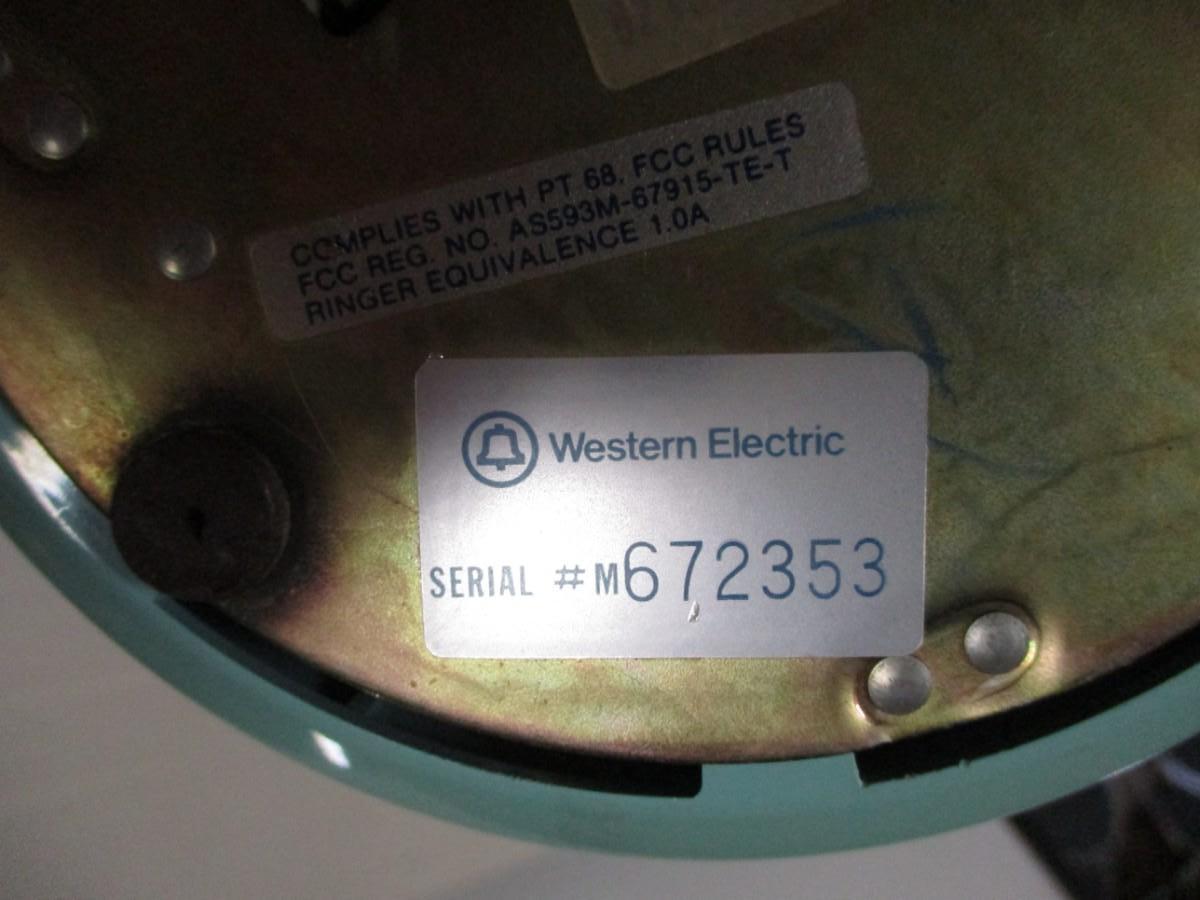 COMPLIES WITH PT 68, FCC RULES
FCC REG. NO. AS593M-67915-TE-T
RINGER EQUIVALENCE 1.0A
Western Electric
SERIAL #M672353